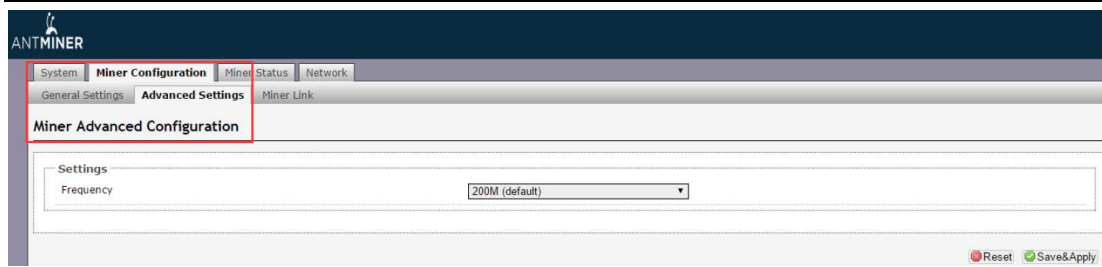 ANTMINER
System Miner Configuration Miner Status Network
General Settings Advanced Settings Miner Link
Miner Advanced Configuration
Settings
Frequency 200M (default)
Reset Save&Apply